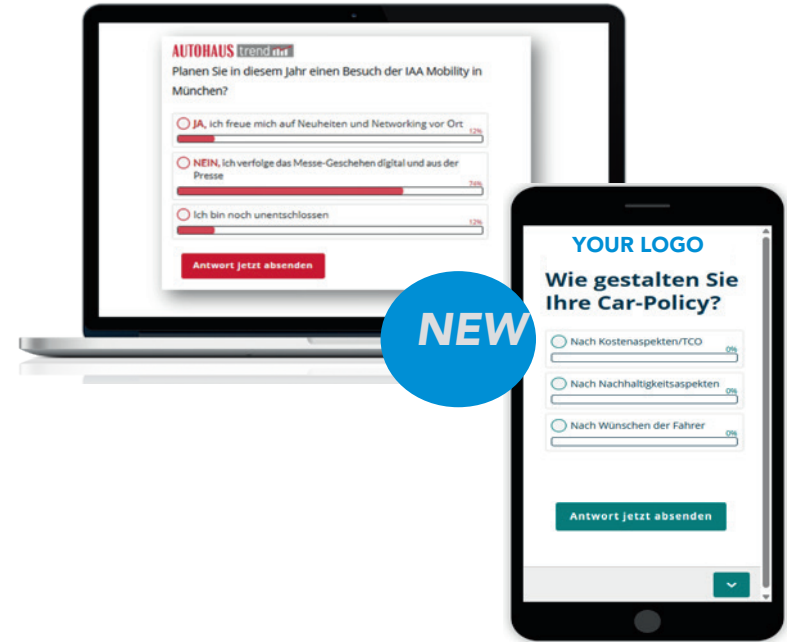 AUTOHAUS trend
Planen Sie in diesem Jahr einen Besuch der IAA Mobility in
München?
JA, ich freue mich auf Neuheiten und Networking vor Ort
12%
NEIN, ich verfolge das Messe-Geschehen digital und aus der
Presse
74%
Ich bin noch unentschlossen
12%
Antwort jetzt absenden
NEW
YOUR LOGO
Wie gestalten Sie
Ihre Car-Policy?
Nach Kostenaspekten/TCO
0%
Nach Nachhaltigkeitsaspekten
0%
Nach Wünschen der Fahrer
0%
Antwort jetzt absenden